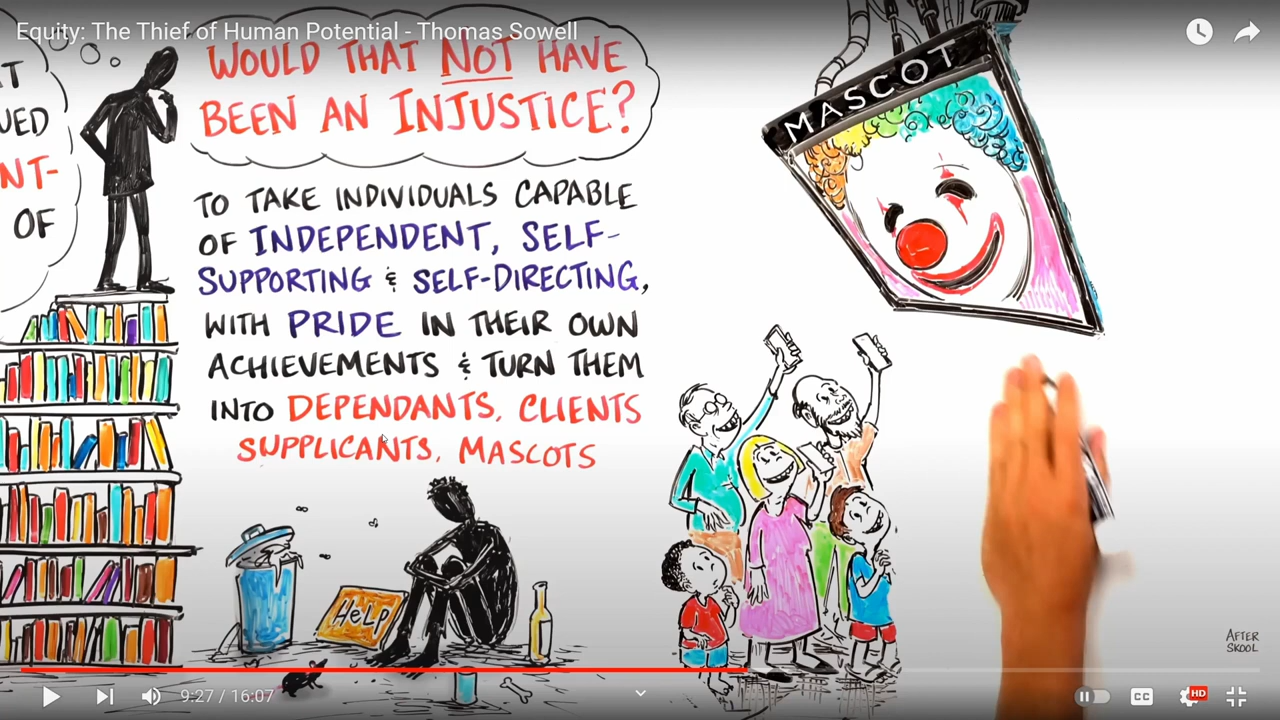 Equity: The Thief of Human Potential - Thomas Sowell
UED
NT-
OF
WOULD THAT NOT HAVE
BEEN AN INJUSTICE?
TO TAKE INDIVIDUALS CAPABLE
OF INDEPENDENT, SELF-
SUPPORTING & SELF-DIRECTING,
WITH PRIDE IN THEIR OWN
ACHIEVEMENTS & TURN THEM
INTO DEPENDANTS, CLIENTS
SUPPLICANTS, MASCOTS
HELP
MASCOT
AFTER
SKOOL
9:27 / 16:07
CC
HD